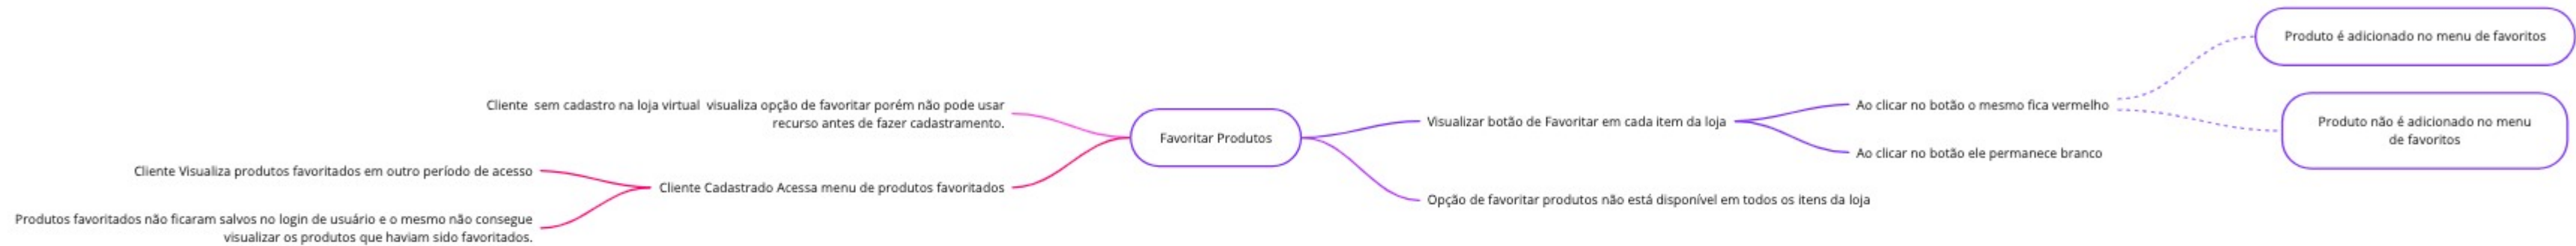 Produto é adicionado no menu de favoritos
Cliente sem cadastro na loja virtual visualiza opção de favoritar porém não pode usar
recurso antes de fazer cadastramento.
Ao clicar no botão o mesmo fica vermelho
Produto não é adicionado no menu
de favoritos
Visualizar botão de Favoritar em cada item da loja
Favoritar Produtos
Ao clicar no botão ele permanece branco
Cliente Visualiza produtos favoritados em outro período de acesso
Cliente Cadastrado Acessa menu de produtos favoritados
Opção de favoritar produtos não está disponível em todos os itens da loja
Produtos favoritados não ficaram salvos no login de usuário e o mesmo não consegue
visualizar os produtos que haviam sido favoritados.